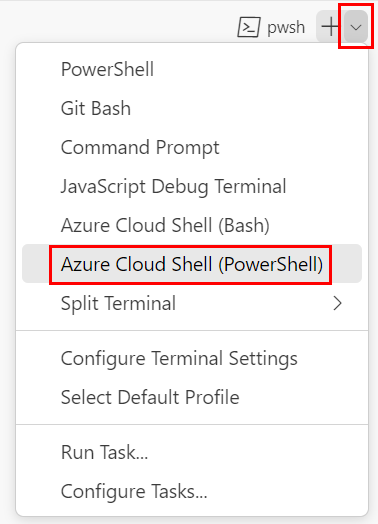 pwsh
PowerShell
Git Bash
Command Prompt
JavaScript Debug Terminal
Azure Cloud Shell (Bash)
Azure Cloud Shell (PowerShell)
Split Terminal
Configure Terminal Settings
Select Default Profile
Run Task...
Configure Tasks...